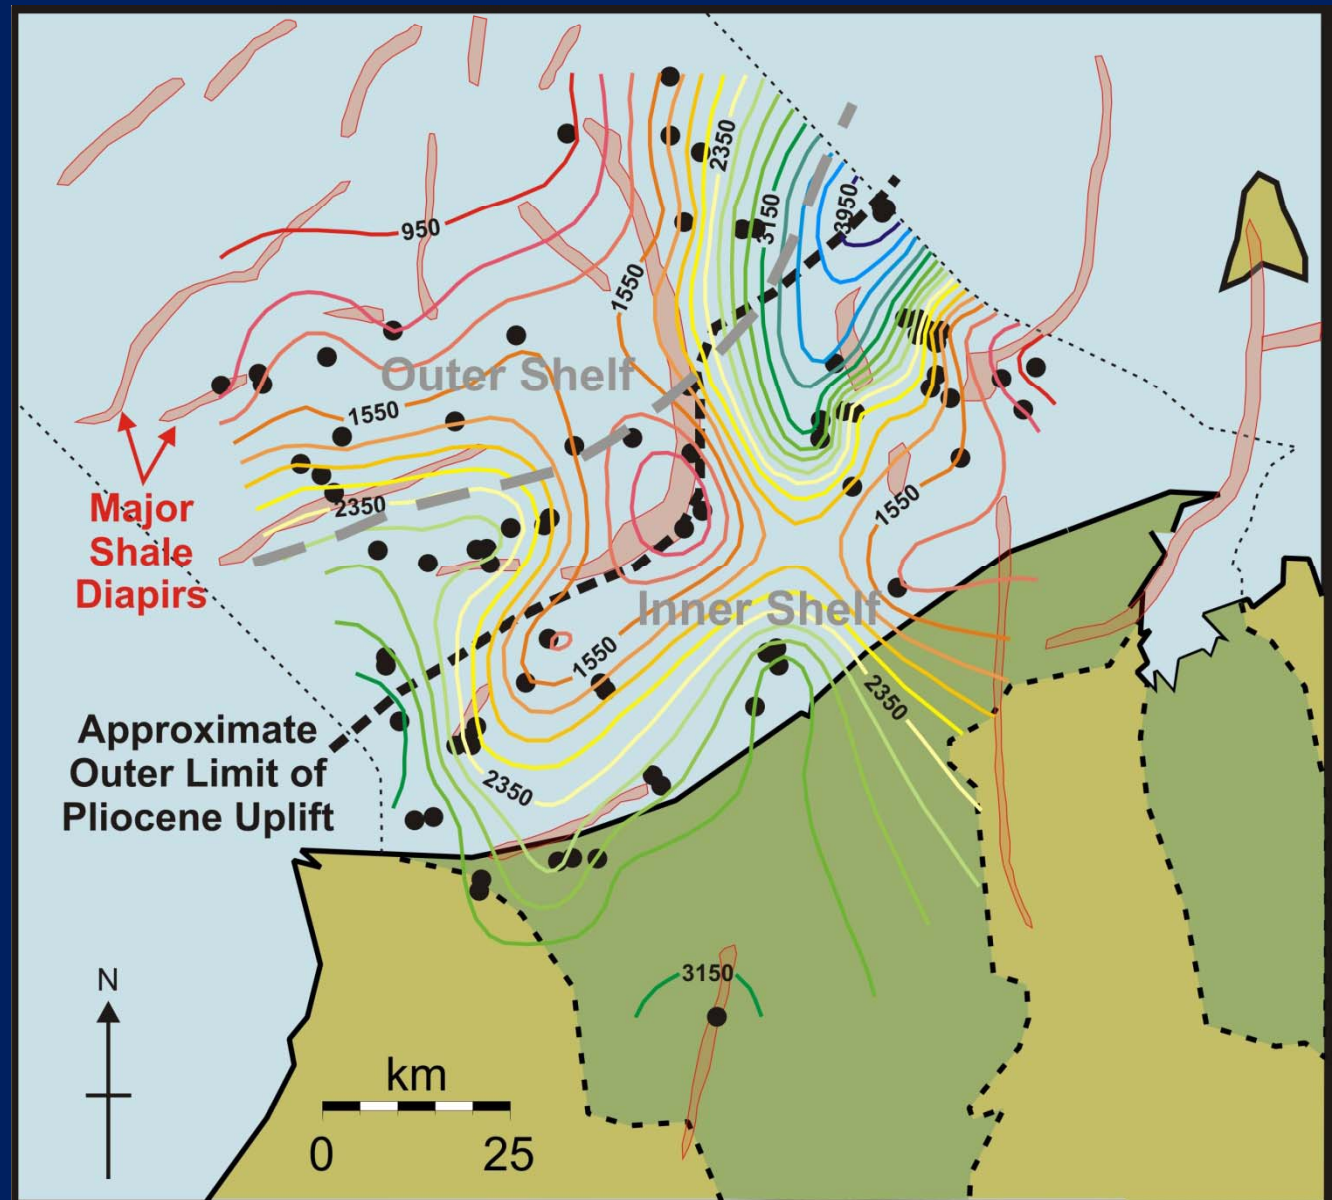 2350
3150
3950
950
1550
Outer Shelf
1550
2350
1550
Major
Shale
Diapirs
Inner Shelf
1550
2350
Approximate
Outer Limit of
Pliocene Uplift
2350
3150
N
km
0 25